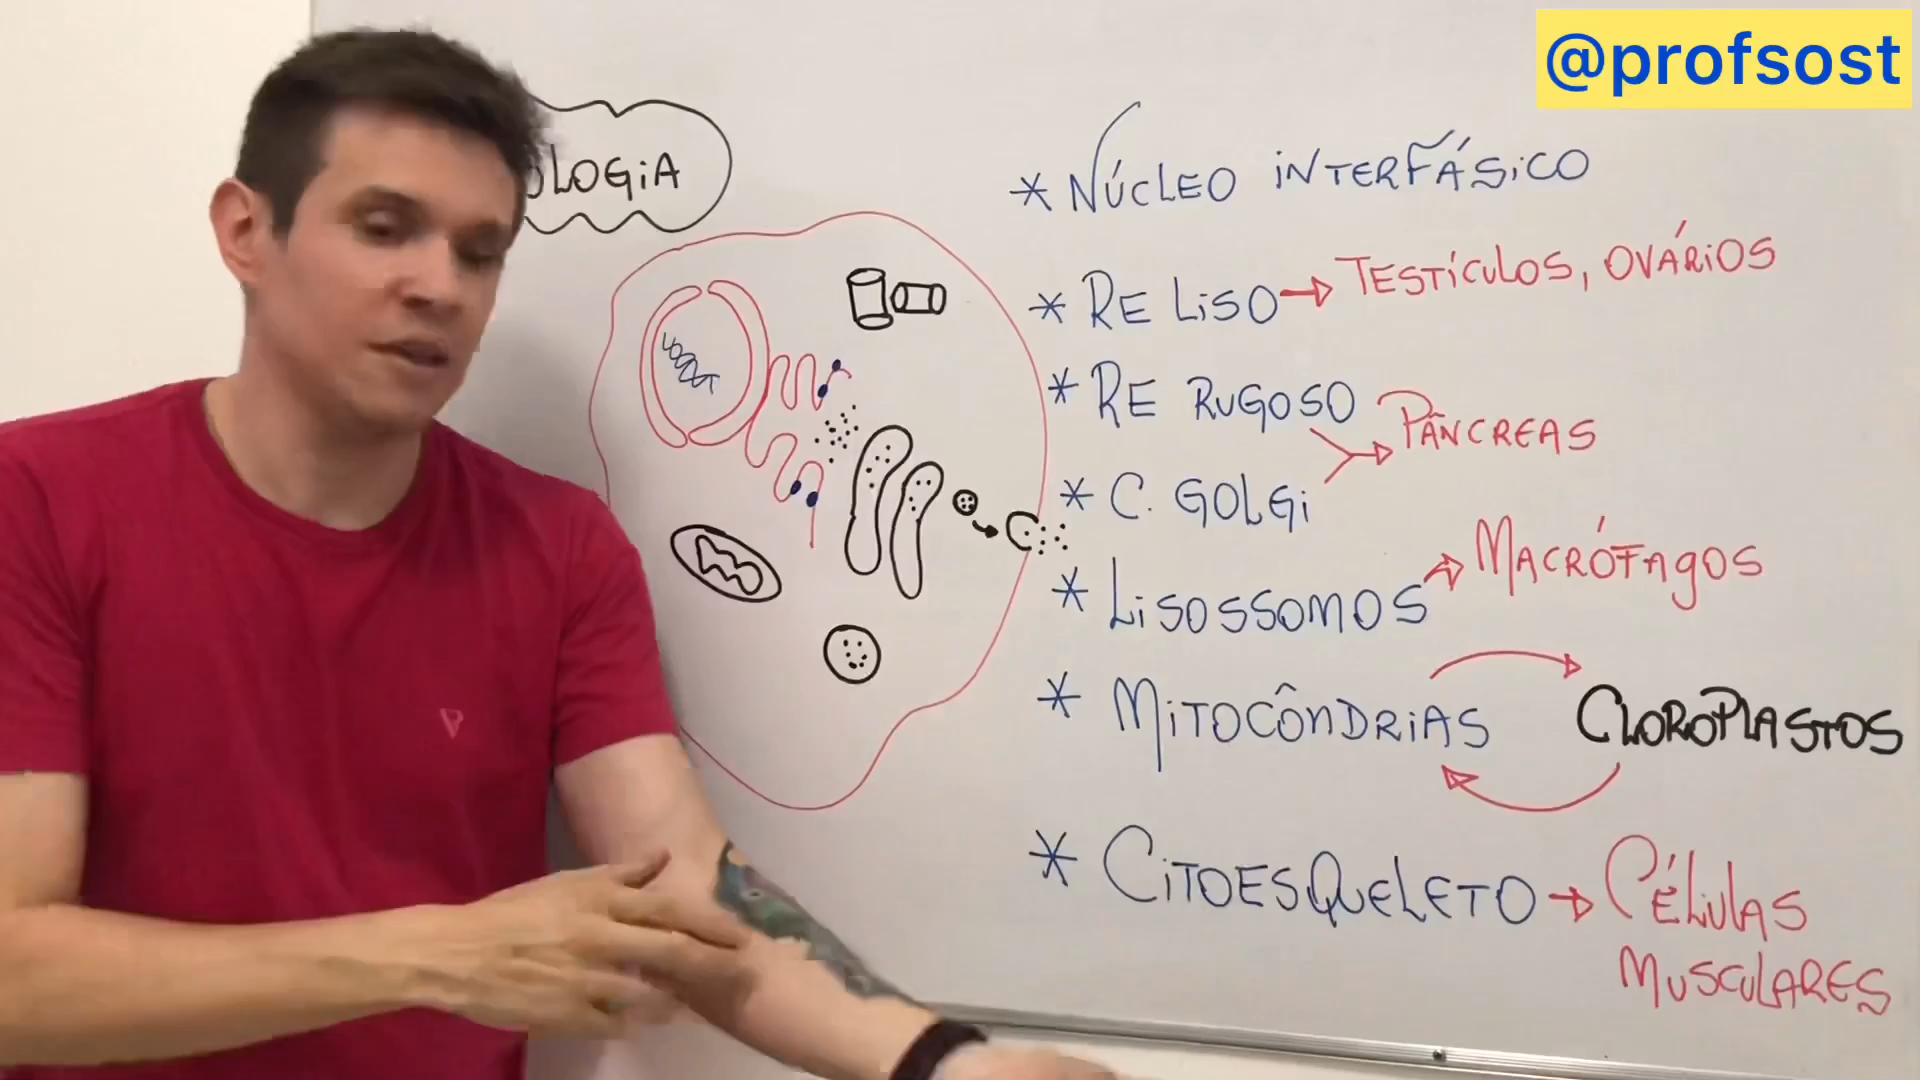 @profsost
OLOGIA
* NÚCLEO INTERFÁSICO
* RE LISO → TESTÍCULOS, OVÁRIOS
* RE RUGOSO
PÂNCREAS
* C. GOLGI
* LISOSSOMOS → MACRÓFAGOS
* MITOCÔNDRIAS
CLOROPLASTOS
* CITOESQUELETO → CÉLULAS
MUSCULARES